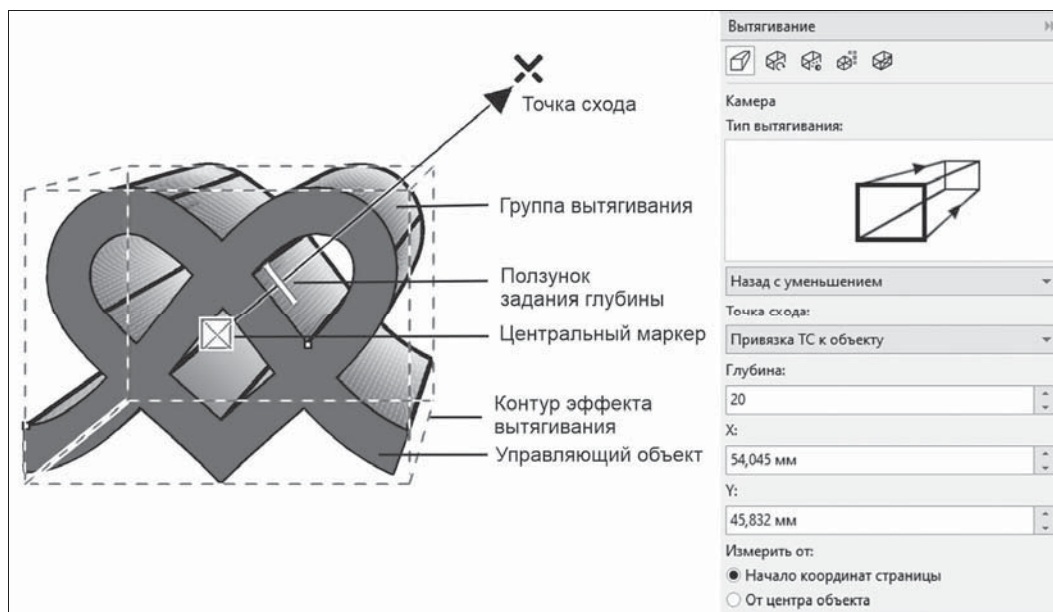 Точка схода
Группа вытягивания
Ползунок
задания глубины
Центральный маркер
Контур эффекта
вытягивания
Управляющий объект
Вытягивание
Камера
Тип вытягивания:
Назад с уменьшением
Точка схода:
Привязка ТС к объекту
Глубина:
20
X:
54,045 мм
Y:
45,832 мм
Измерить от:
Начало координат страницы
От центра объекта